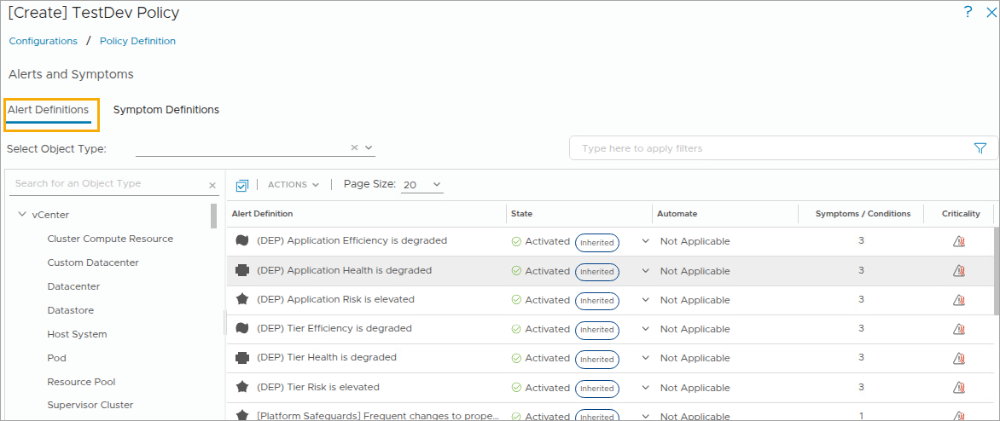 [Create] TestDev Policy
?
Configurations / Policy Definition
Alerts and Symptoms
Alert Definitions Symptom Definitions
Select Object Type:
Type here to apply filters
Search for an Object Type
ACTIONS Page Size: 20
vCenter
Cluster Compute Resource
Custom Datacenter
Datacenter
Datastore
Host System
Pod
Resource Pool
Supervisor Cluster
Alert Definition State Automate Symptoms / Conditions Criticality
(DEP) Application Efficiency is degraded Activated Inherited Not Applicable 3
(DEP) Application Health is degraded Activated Inherited Not Applicable 3
(DEP) Application Risk is elevated Activated Inherited Not Applicable 3
(DEP) Tier Efficiency is degraded Activated Inherited Not Applicable 3
(DEP) Tier Health is degraded Activated Inherited Not Applicable 3
(DEP) Tier Risk is elevated Activated Inherited Not Applicable 3
[Platform Safeguards] Frequent changes to prope... Activated Inherited Not Applicable 1